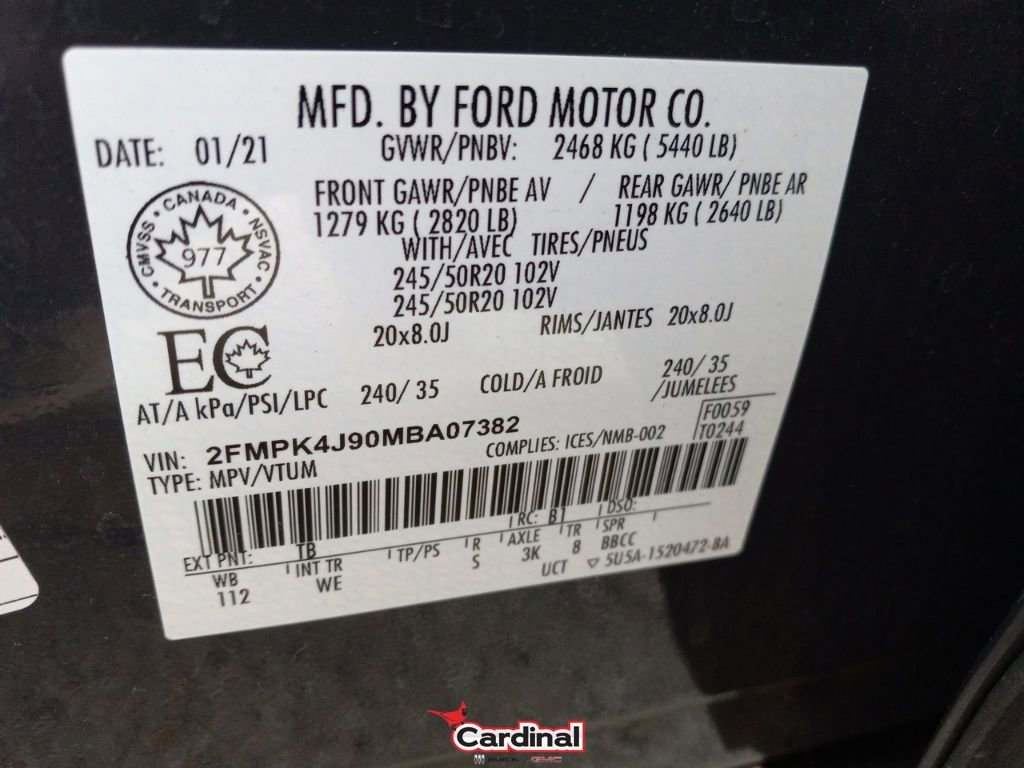 MFD. BY FORD MOTOR CO.
DATE: 01/21 GVWR/PNBV: 2468 KG ( 5440 LB)
FRONT GAWR/PNBE AV / REAR GAWR/ PNBE AR
1279 KG ( 2820 LB) 1198 KG ( 2640 LB)
WITH/AVEC TIRES/PNEUS
245/50R20 102V
245/50R20 102V
20x8.0J RIMS/JANTES 20x8.0J
CANADA
CMVSS NSVAC
977
TRANSPORT
EC
AT/A kPa/PSI/LPC 240/ 35 COLD/A FROID 240/ 35
/JUMELEES
VIN: 2FMPK4J90MBA07382 COMPLIES: ICES/NMB-002
TYPE: MPV/VTUM
F0059
T0244
RC: B1 DSO:
EXT PNT: TB
WB INT TR TP/PS R AXLE TR SPR
112 WE S 3K 8 BBCC
UCT ▽ 5U5A-1520472-BA
Cardinal
BUICK GMC